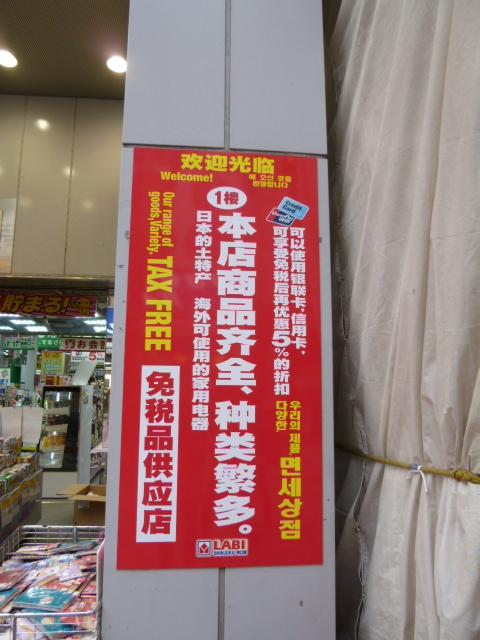 欢迎光临
Welcome!
에 오신 것을
환영합니다
1楼
Credit Card
可以使用银联卡,信用卡,
可享受免税后再优惠5%的折扣
本店商品齐全、种类繁多。
日本的土特产 海外可使用的家用电器
Our range of
goods,Variety,
TAX FREE
免税品供应店
우리의 제품
다양한
면세상점
LABI
貯まる!